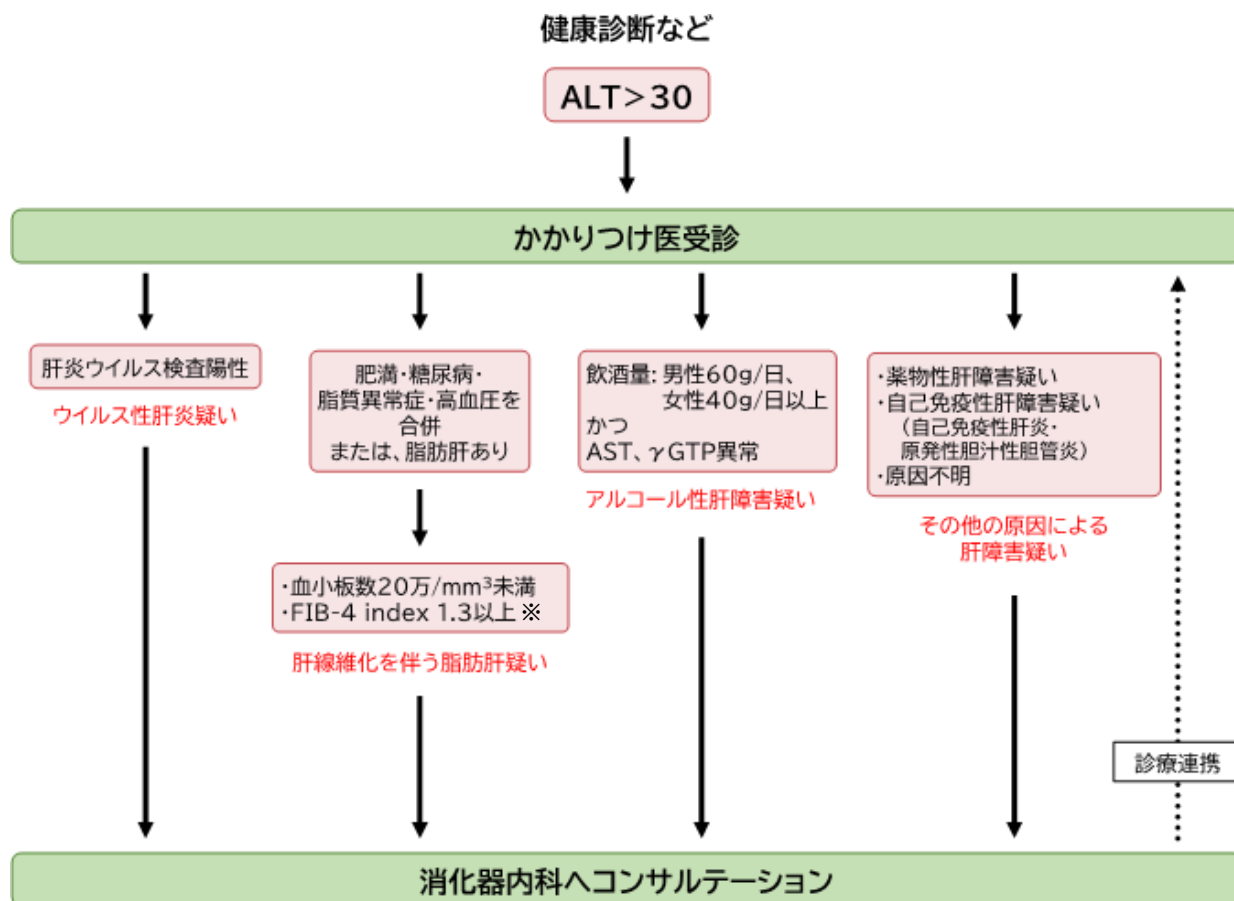 健康診断など
ALT>30
かかりつけ医受診
肝炎ウイルス検査陽性
ウイルス性肝炎疑い
肥満・糖尿病・
脂質異常症・高血圧を
合併
または、脂肪肝あり
・血小板数20万/mm³未満
・FIB-4 index 1.3以上 ※
肝線維化を伴う脂肪肝疑い
飲酒量: 男性60g/日、
女性40g/日以上
かつ
AST、γGTP異常
アルコール性肝障害疑い
・薬物性肝障害疑い
・自己免疫性肝障害疑い
（自己免疫性肝炎・
原発性胆汁性胆管炎）
・原因不明
その他の原因による
肝障害疑い
診療連携
消化器内科へコンサルテーション